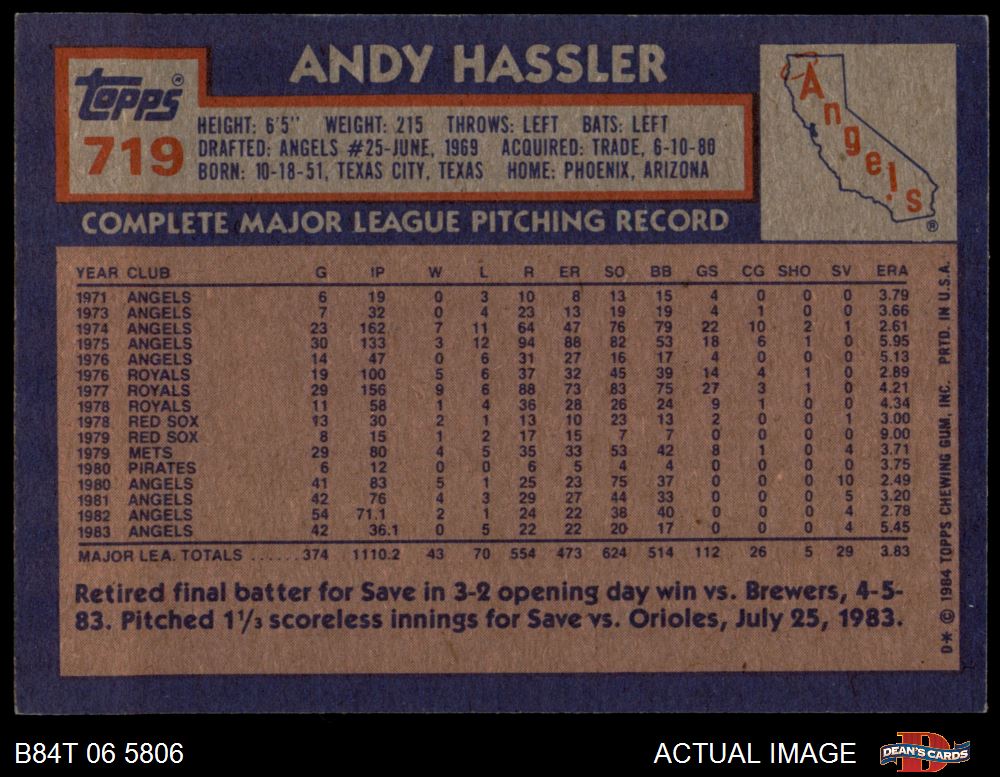 ANDY HASSLER
topps®
719
HEIGHT: 6'5" WEIGHT: 215 THROWS: LEFT BATS: LEFT
DRAFTED: ANGELS #25-JUNE, 1969 ACQUIRED: TRADE, 6-10-80
BORN: 10-18-51, TEXAS CITY, TEXAS HOME: PHOENIX, ARIZONA
Angels
®
COMPLETE MAJOR LEAGUE PITCHING RECORD
YEAR CLUB G IP W L R ER SO BB GS CG SHO SV ERA
1971 ANGELS 6 19 0 3 10 8 13 15 4 0 0 0 3.79
1973 ANGELS 7 32 0 4 23 13 19 19 4 1 0 0 3.66
1974 ANGELS 23 162 7 11 64 47 76 79 22 10 2 1 2.61
1975 ANGELS 30 133 3 12 94 88 82 53 18 6 1 0 5.95
1976 ANGELS 14 47 0 6 31 27 16 17 4 0 0 0 5.13
1976 ROYALS 19 100 5 6 37 32 45 39 14 4 1 0 2.89
1977 ROYALS 29 156 9 6 88 73 83 75 27 3 1 0 4.21
1978 ROYALS 11 58 1 4 36 28 26 24 9 1 0 0 4.34
1978 RED SOX 13 30 2 1 13 10 23 13 2 0 0 1 3.00
1979 RED SOX 8 15 1 2 17 15 7 7 0 0 0 0 9.00
1979 METS 29 80 4 5 35 33 53 42 8 1 0 4 3.71
1980 PIRATES 6 12 0 0 6 5 4 4 0 0 0 0 3.75
1980 ANGELS 41 83 5 1 25 23 75 37 0 0 0 10 2.49
1981 ANGELS 42 76 4 3 29 27 44 33 0 0 0 5 3.20
1982 ANGELS 54 71.1 2 1 24 22 38 40 0 0 0 4 2.78
1983 ANGELS 42 36.1 0 5 22 22 20 17 0 0 0 4 5.45
MAJOR LEA. TOTALS ...... 374 1110.2 43 70 554 473 624 514 112 26 5 29 3.83
Retired final batter for Save in 3-2 opening day win vs. Brewers, 4-5-
83. Pitched 1⅓ scoreless innings for Save vs. Orioles, July 25, 1983.
D* © 1984 TOPPS CHEWING GUM, INC. PRTD. IN U.S.A.
B84T 06 5806
ACTUAL IMAGE
DEAN'S CARDS